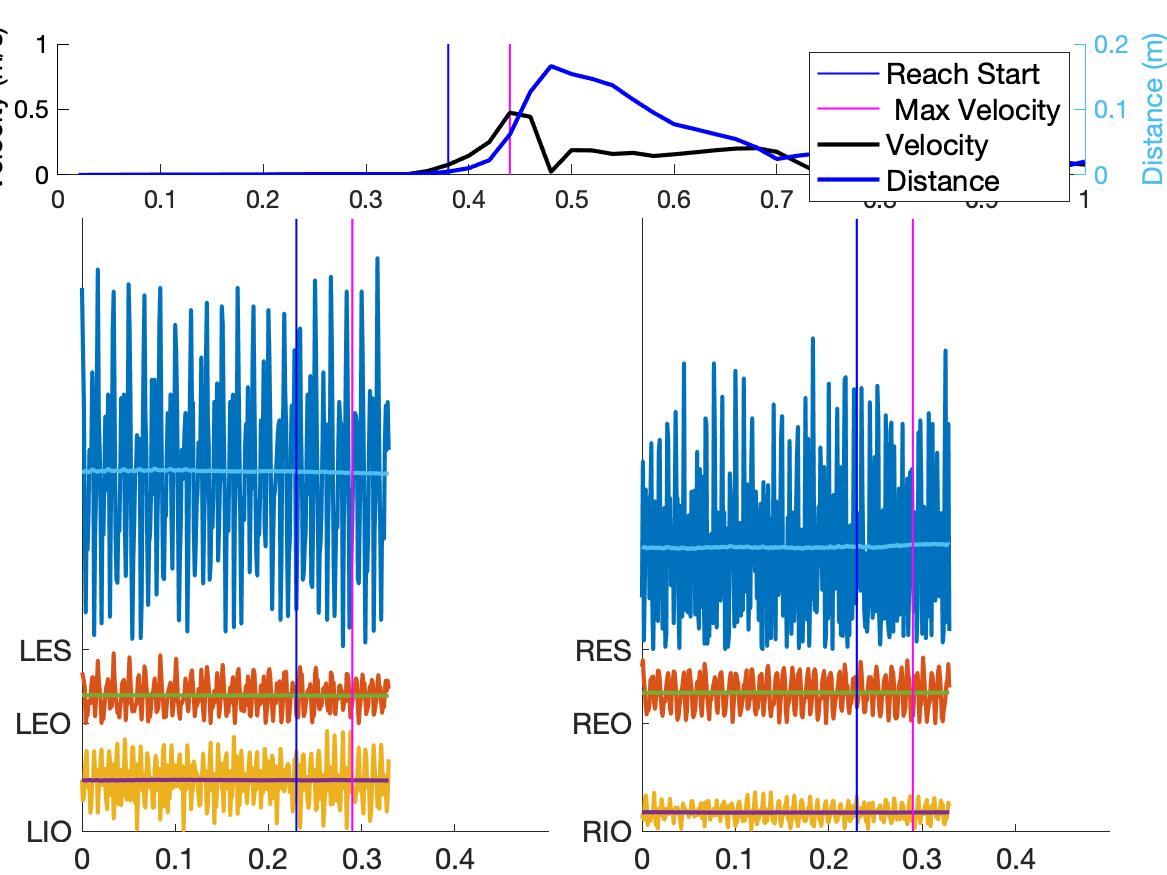 1
0.5
0
0 0.1 0.2 0.3 0.4 0.5 0.6 0.7 1
0.2
0.1
0
Distance (m)
Reach Start
Max Velocity
Velocity
Distance
LES
LEO
LIO
0 0.1 0.2 0.3 0.4
RES
REO
RIO
0 0.1 0.2 0.3 0.4